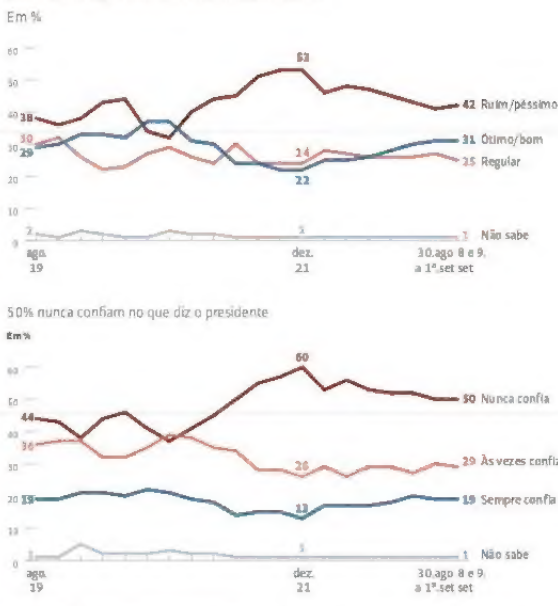 Em %
60
53
50
42 Ruim/péssimo
38
40
31 Ótimo/bom
30
30
29
25 Regular
24
20
22
10
2
1
1 Não sabe
0
ago. 19
dez. 21
30.ago a 1º.set
8 e 9. set
50% nunca confiam no que diz o presidente
Em %
60
60
50
50 Nunca confia
44
40
36
29 Às vezes confia
30
26
20
19
19 Sempre confia
13
10
1
1 Não sabe
0
ago. 19
dez. 21
30.ago a 1º.set
8 e 9. set